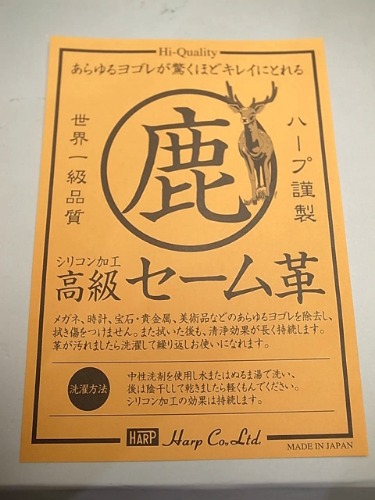 Hi-Quality
あらゆるヨゴレが驚くほどキレイにとれる
世界一級品質
鹿
ハープ謹製
シリコン加工
高級セーム革
メガネ、時計、宝石・貴金属、美術品などのあらゆるヨゴレを除去し、
拭き傷をつけません。また拭いた後も、清浄効果が長く持続します。
革が汚れましたら洗濯して繰り返しお使いになれます。
洗濯方法
中性洗剤を使用し水またはぬるま湯で洗い、
後は陰干しして乾きましたら軽くもんでください。
シリコン加工の効果は持続します。
HARP Harp Co., Ltd.
MADE IN JAPAN